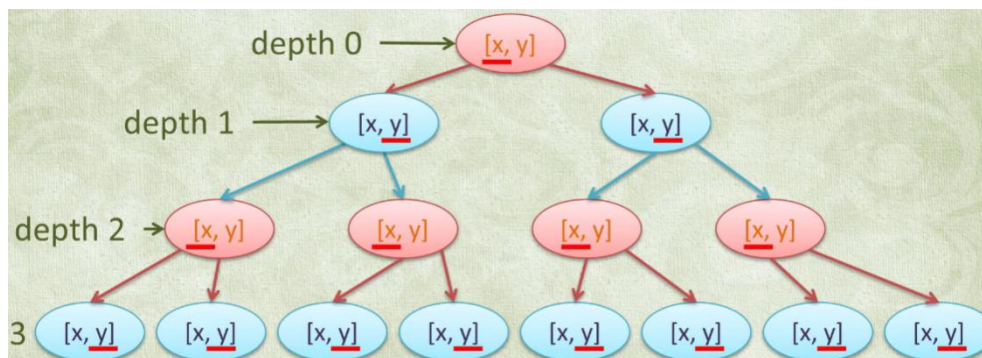 depth 0 [x, y]
depth 1 [x, y] [x, y]
depth 2 [x, y] [x, y] [x, y] [x, y]
3 [x, y] [x, y] [x, y] [x, y] [x, y] [x, y] [x, y] [x, y]